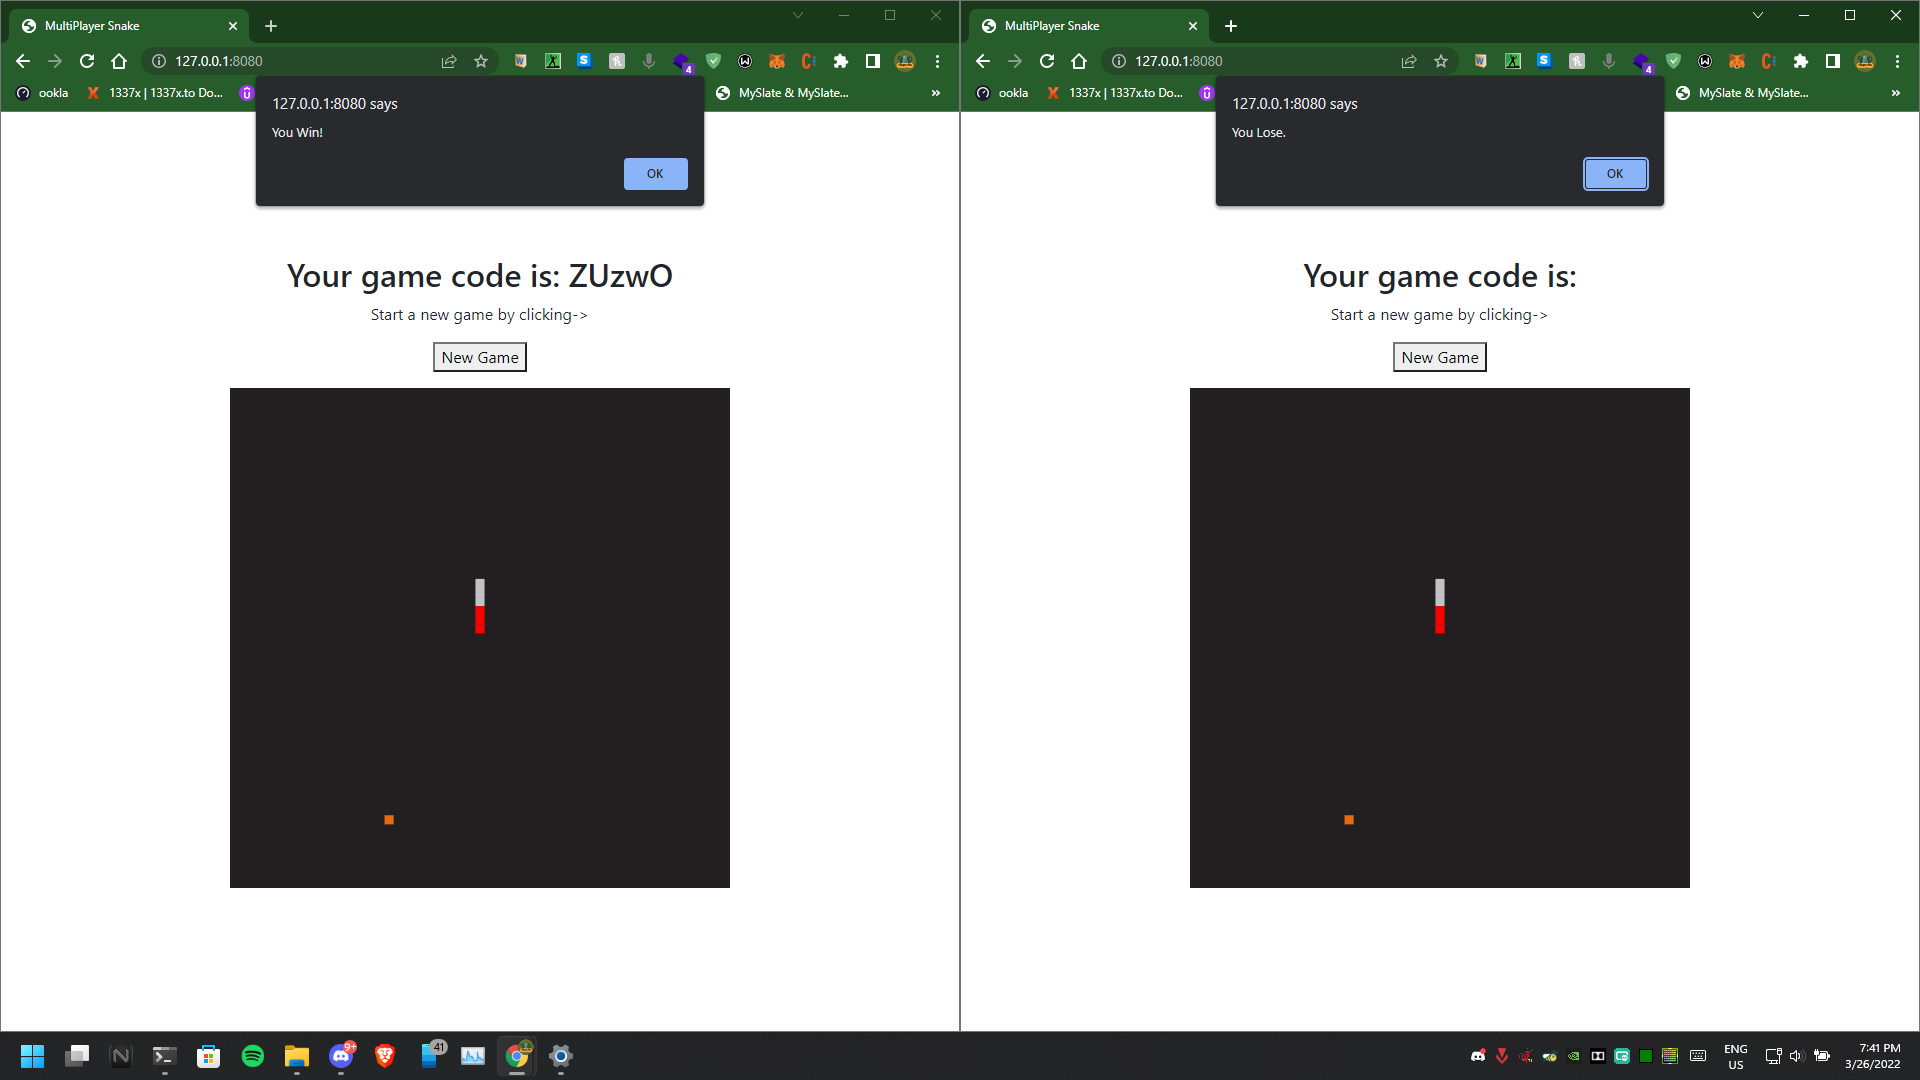 MultiPlayer Snake
127.0.0.1:8080
4
ookla
1337x | 1337x.to Do...
MySlate & MySlate...
»
127.0.0.1:8080 says
You Win!
OK
Your game code is: ZUzwO
Start a new game by clicking->
New Game
MultiPlayer Snake
127.0.0.1:8080
4
ookla
1337x | 1337x.to Do...
MySlate & MySlate...
»
127.0.0.1:8080 says
You Lose.
OK
Your game code is:
Start a new game by clicking->
New Game
9+
41
ENG
US
7:41 PM
3/26/2022